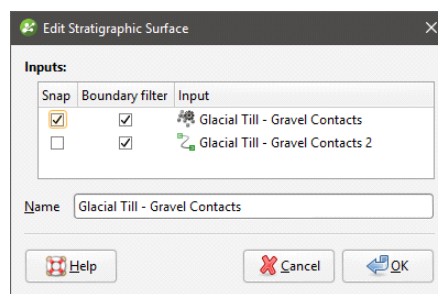 Edit Stratigraphic Surface
Inputs:
Snap Boundary filter Input
Glacial Till - Gravel Contacts
Glacial Till - Gravel Contacts 2
Name Glacial Till - Gravel Contacts
Help Cancel OK